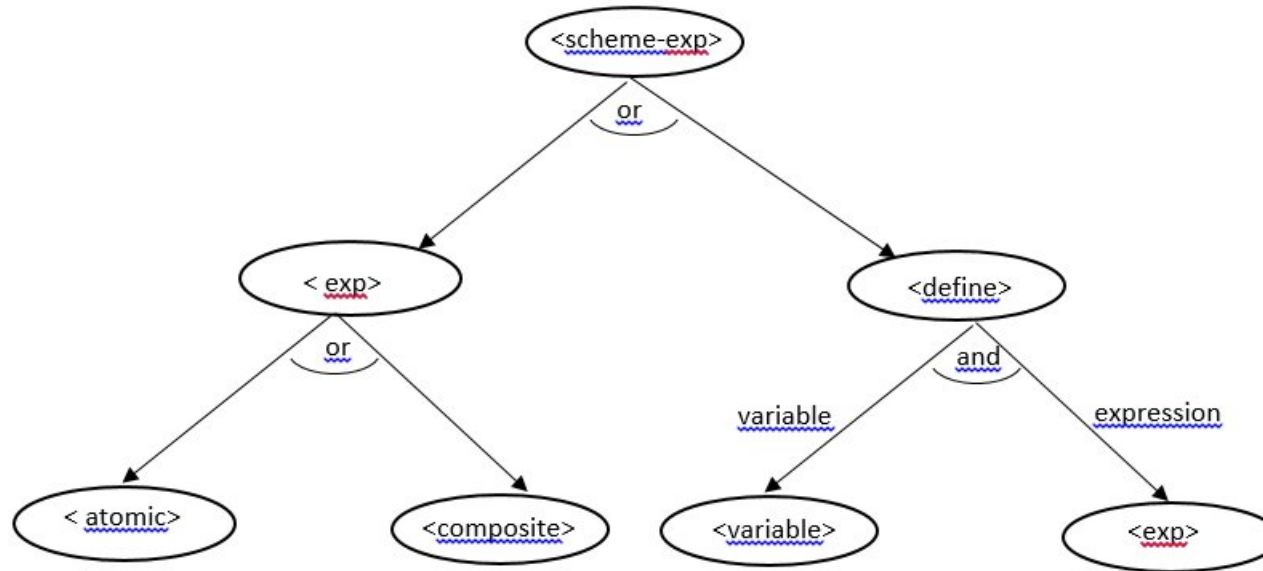 <scheme-exp>
or
< exp>
<define>
or
and
variable
expression
< atomic>
<composite>
<variable>
<exp>